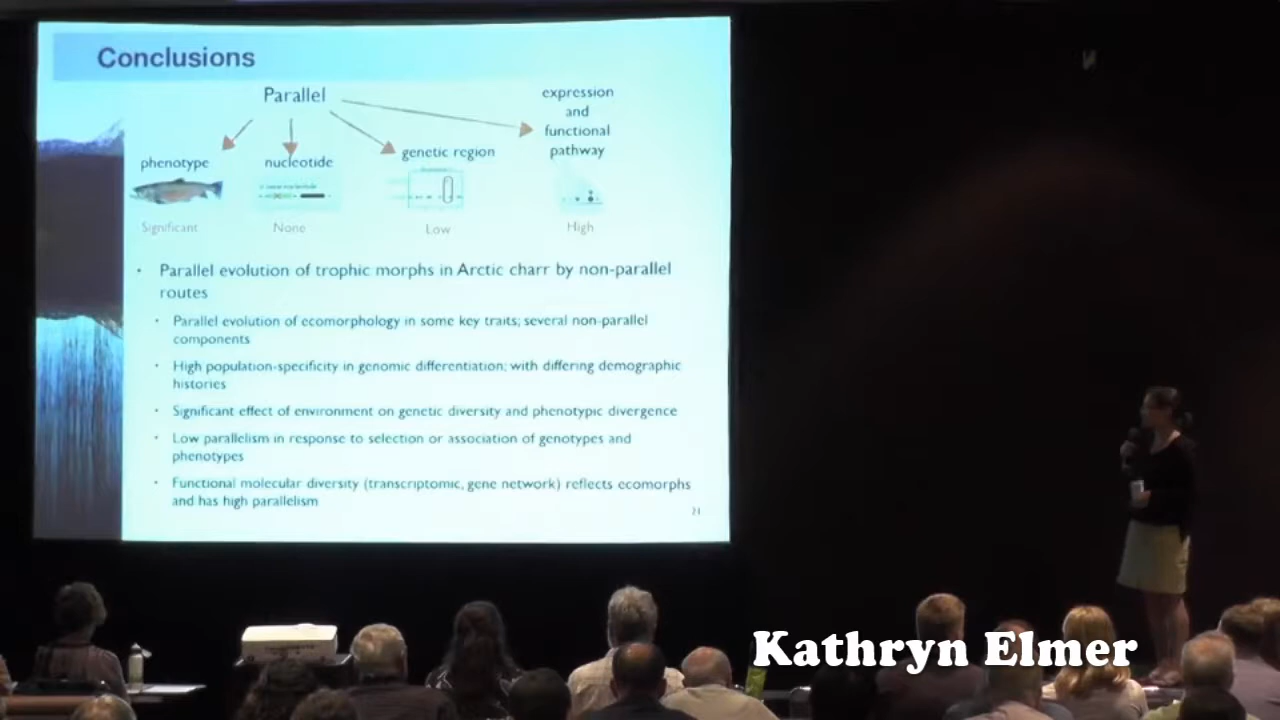 Conclusions
Parallel
expression
and
functional
pathway
phenotype
nucleotide
genetic region
Significant
None
Low
High
• Parallel evolution of trophic morphs in Arctic charr by non-parallel
routes
• Parallel evolution of ecomorphology in some key traits; several non-parallel
components
• High population-specificity in genomic differentiation; with differing demographic
histories
• Significant effect of environment on genetic diversity and phenotypic divergence
• Low parallelism in response to selection or association of genotypes and
phenotypes
• Functional molecular diversity (transcriptomic, gene network) reflects ecomorphs
and has high parallelism
21
Kathryn Elmer